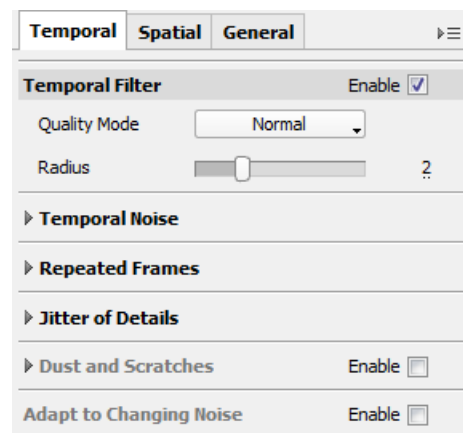 Temporal Spatial General
Temporal Filter Enable
Quality Mode Normal
Radius 2
Temporal Noise
Repeated Frames
Jitter of Details
Dust and Scratches Enable
Adapt to Changing Noise Enable